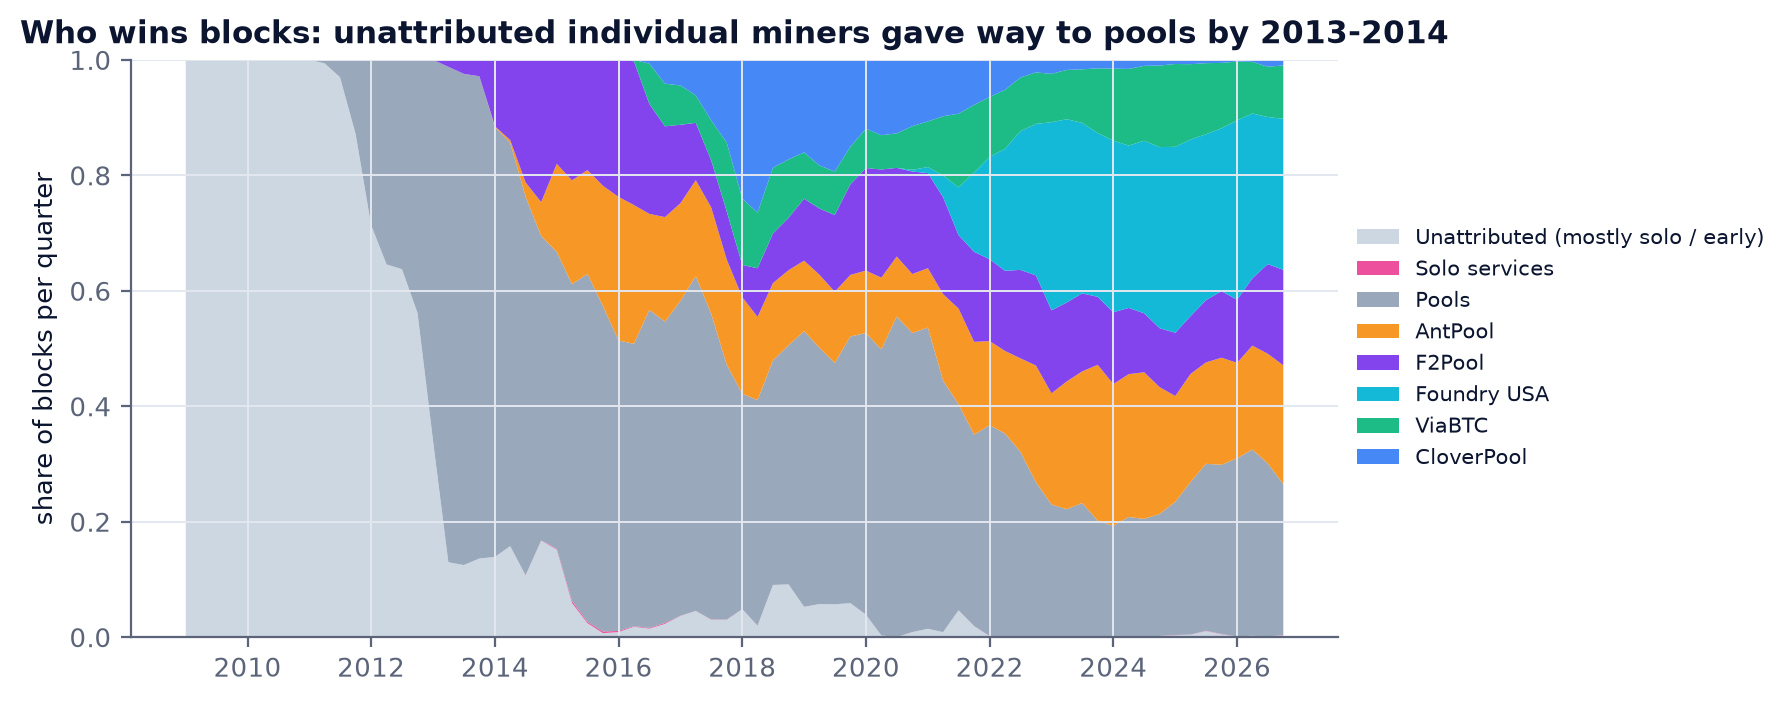 Who wins blocks: unattributed individual miners gave way to pools by 2013-2014
share of blocks per quarter
1.0
0.8
0.6
0.4
0.2
0.0
2010 2012 2014 2016 2018 2020 2022 2024 2026
Unattributed (mostly solo / early)
Solo services
Pools
AntPool
F2Pool
Foundry USA
ViaBTC
CloverPool